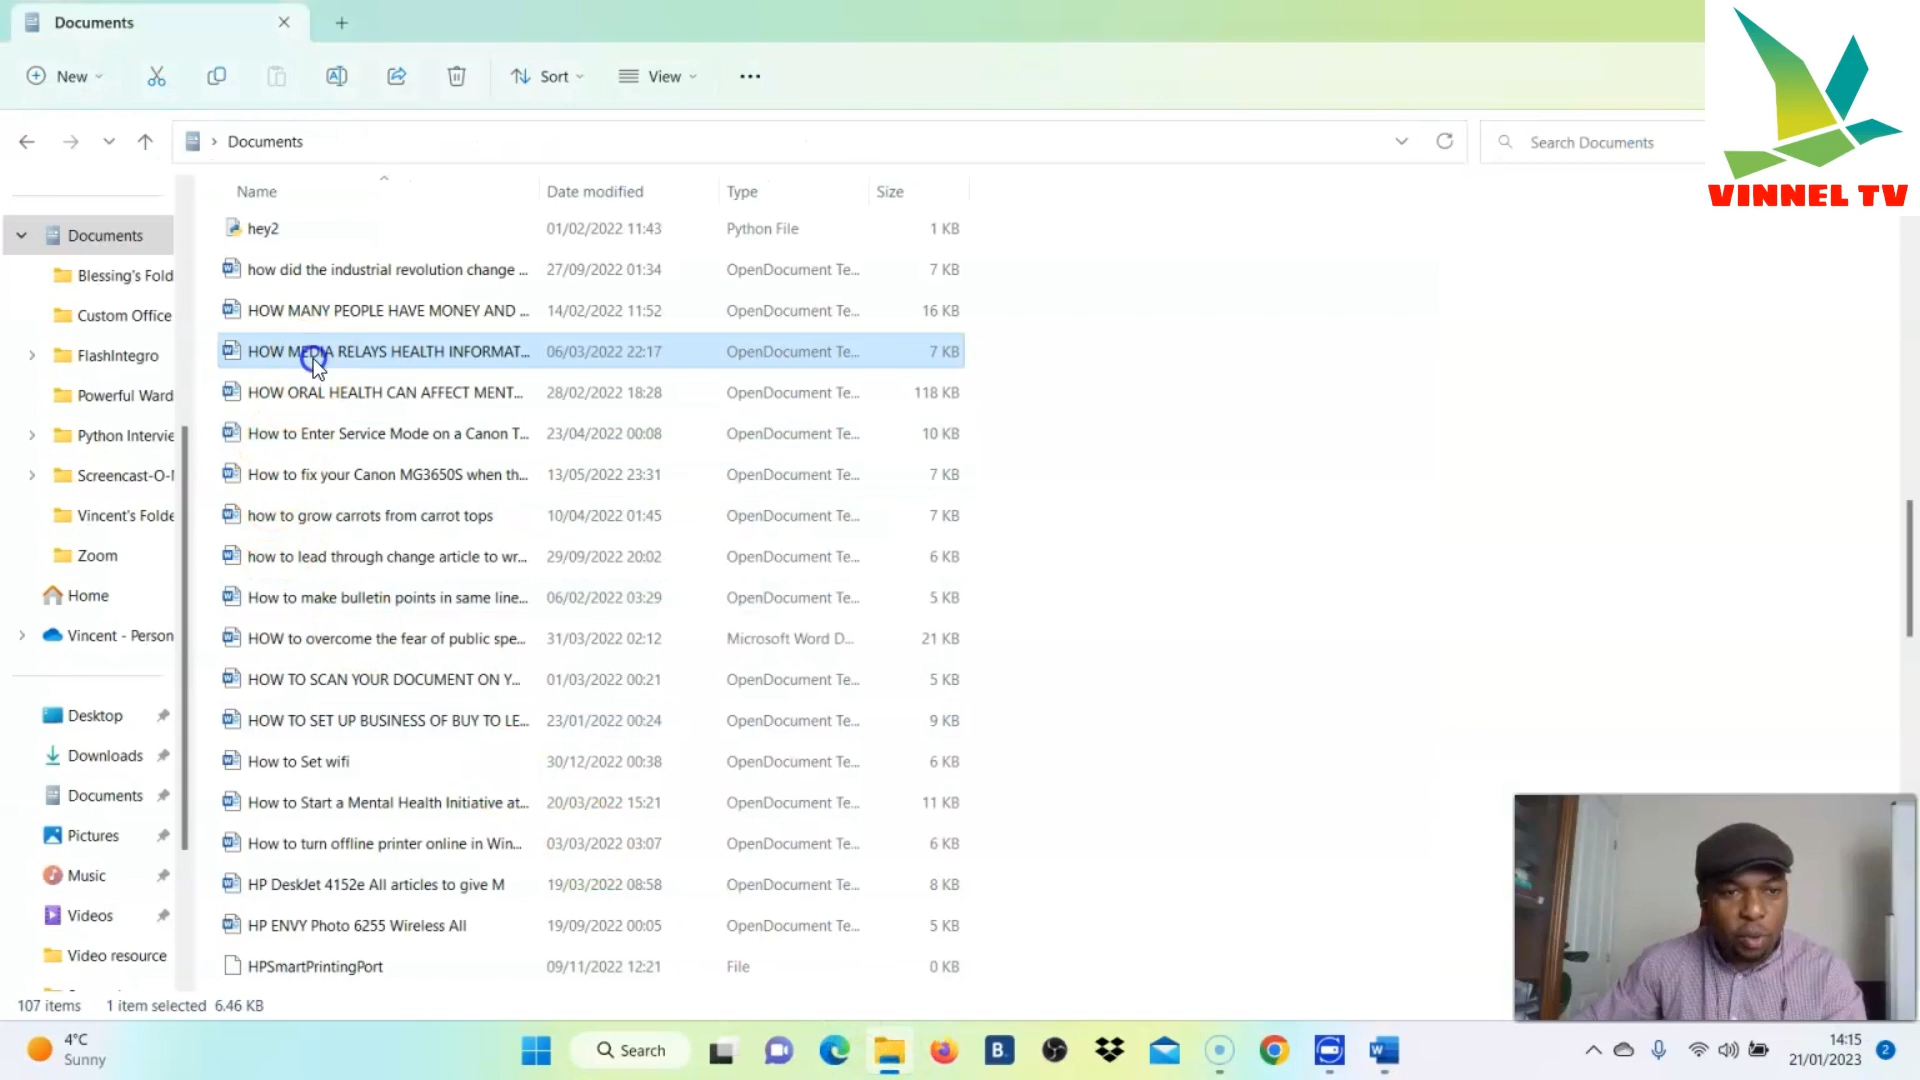 Documents
New
Sort
View
Documents
Search Documents
VINNEL TV
Name Date modified Type Size
Documents
Blessing's Fold
Custom Office
FlashIntegro
Powerful Ward
Python Intervie
Screencast-O-
Vincent's Folde
Zoom
Home
Vincent - Person
Desktop
Downloads
Documents
Pictures
Music
Videos
Video resource
hey2 01/02/2022 11:43 Python File 1 KB
how did the industrial revolution change ... 27/09/2022 01:34 OpenDocument Te... 7 KB
HOW MANY PEOPLE HAVE MONEY AND ... 14/02/2022 11:52 OpenDocument Te... 16 KB
HOW MEDIA RELAYS HEALTH INFORMAT... 06/03/2022 22:17 OpenDocument Te... 7 KB
HOW ORAL HEALTH CAN AFFECT MENT... 28/02/2022 18:28 OpenDocument Te... 118 KB
How to Enter Service Mode on a Canon T... 23/04/2022 00:08 OpenDocument Te... 10 KB
How to fix your Canon MG3650S when th... 13/05/2022 23:31 OpenDocument Te... 7 KB
how to grow carrots from carrot tops 10/04/2022 01:45 OpenDocument Te... 7 KB
how to lead through change article to wr... 29/09/2022 20:02 OpenDocument Te... 6 KB
How to make bulletin points in same line... 06/02/2022 03:29 OpenDocument Te... 5 KB
HOW to overcome the fear of public spe... 31/03/2022 02:12 Microsoft Word D... 21 KB
HOW TO SCAN YOUR DOCUMENT ON Y... 01/03/2022 00:21 OpenDocument Te... 5 KB
HOW TO SET UP BUSINESS OF BUY TO LE... 23/01/2022 00:24 OpenDocument Te... 9 KB
How to Set wifi 30/12/2022 00:38 OpenDocument Te... 6 KB
How to Start a Mental Health Initiative at... 20/03/2022 15:21 OpenDocument Te... 11 KB
How to turn offline printer online in Win... 03/03/2022 03:07 OpenDocument Te... 6 KB
HP DeskJet 4152e All articles to give M 19/03/2022 08:58 OpenDocument Te... 8 KB
HP ENVY Photo 6255 Wireless All 19/09/2022 00:05 OpenDocument Te... 5 KB
HPSmartPrintingPort 09/11/2022 12:21 File 0 KB
107 items 1 item selected 6.46 KB
4°C
Sunny
Search
B.
14:15
21/01/2023
2